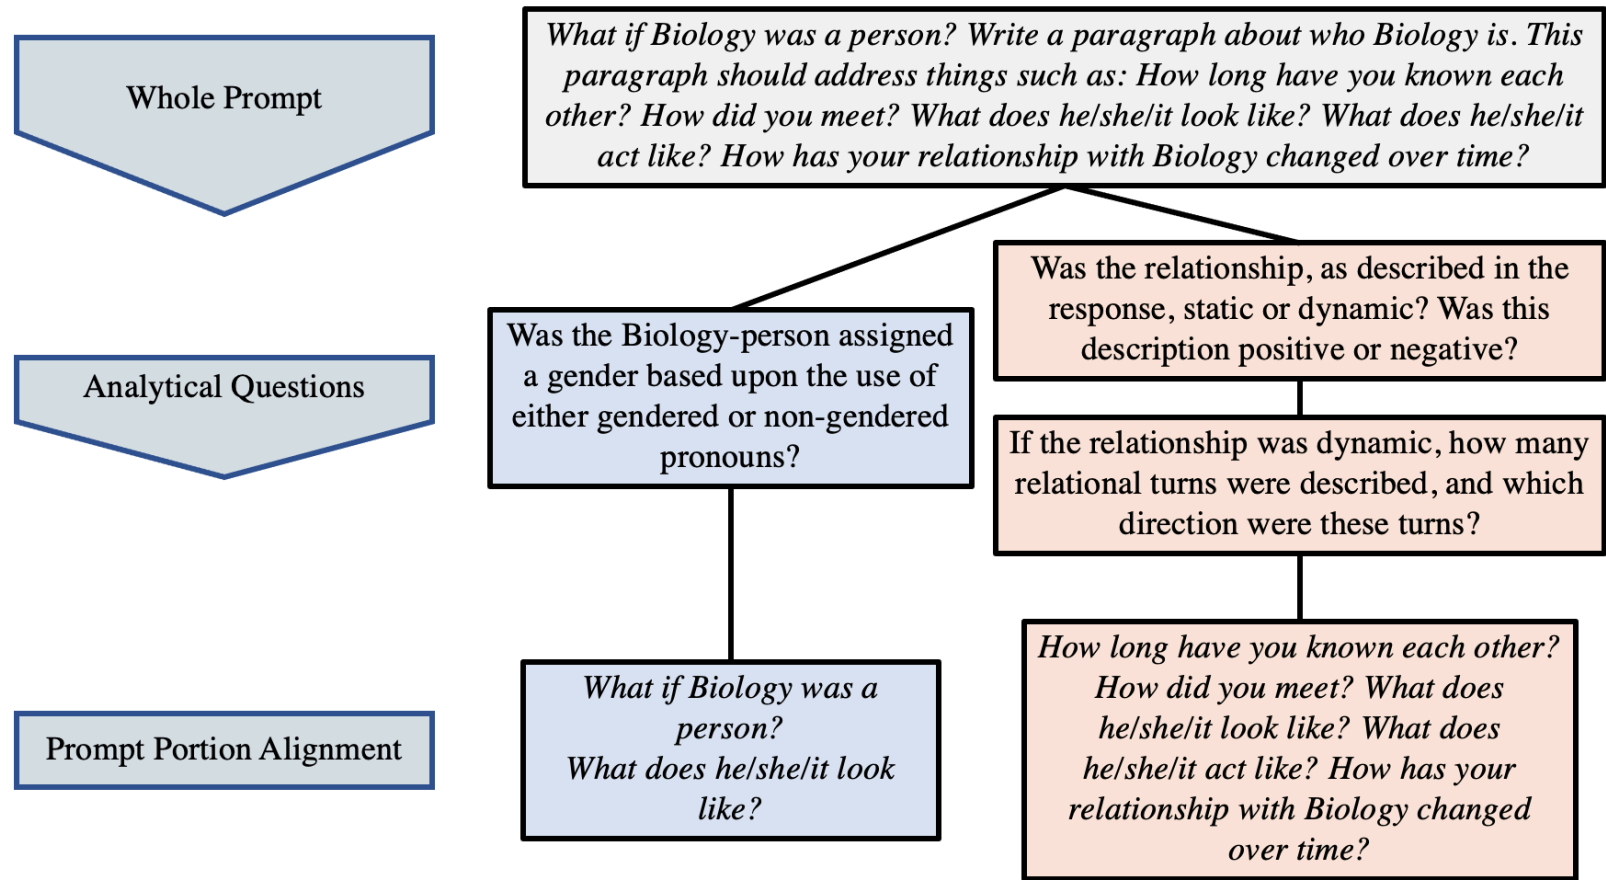 Whole Prompt
What if Biology was a person? Write a paragraph about who Biology is. This
paragraph should address things such as: How long have you known each
other? How did you meet? What does he/she/it look like? What does he/she/it
act like? How has your relationship with Biology changed over time?
Analytical Questions
Was the Biology-person assigned
a gender based upon the use of
either gendered or non-gendered
pronouns?
Was the relationship, as described in the
response, static or dynamic? Was this
description positive or negative?
If the relationship was dynamic, how many
relational turns were described, and which
direction were these turns?
Prompt Portion Alignment
What if Biology was a
person?
What does he/she/it look
like?
How long have you known each other?
How did you meet? What does
he/she/it look like? What does
he/she/it act like? How has your
relationship with Biology changed
over time?